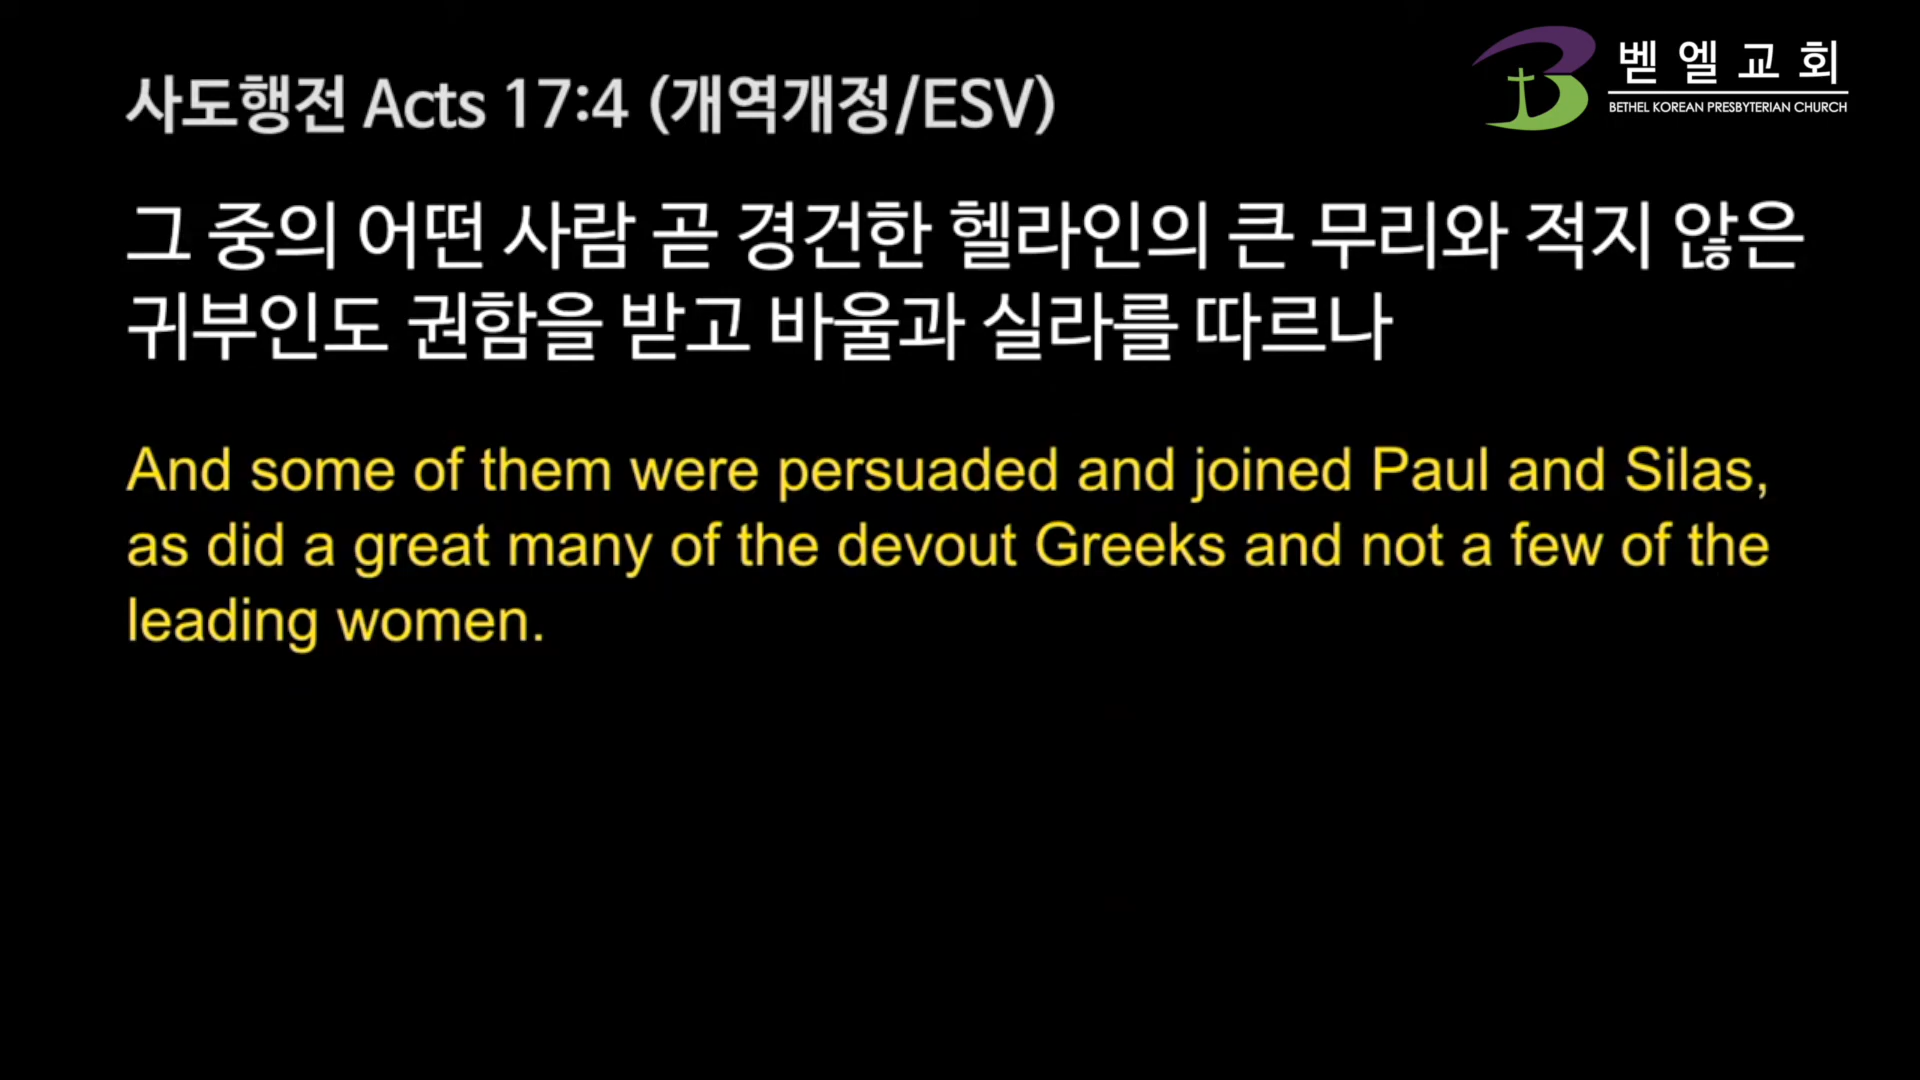 벧엘교회
BETHEL KOREAN PRESBYTERIAN CHURCH
사도행전 Acts 17:4 (개역개정/ESV)
그 중의 어떤 사람 곧 경건한 헬라인의 큰 무리와 적지 않은
귀부인도 권함을 받고 바울과 실라를 따르나
And some of them were persuaded and joined Paul and Silas,
as did a great many of the devout Greeks and not a few of the
leading women.